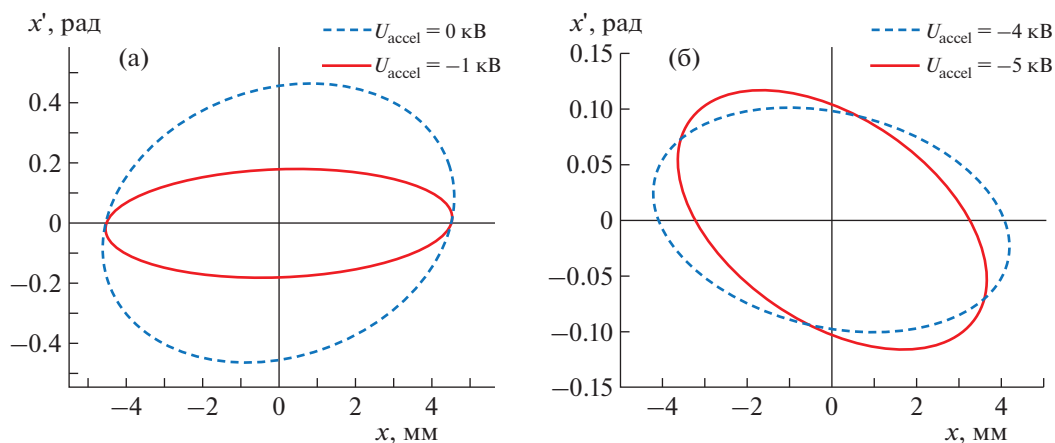 x', рад
(а)
U_accel = 0 кВ
U_accel = −1 кВ
0.4
0.2
0
−0.2
−0.4
−4 −2 0 2 4
x, мм
x', рад
(б)
U_accel = −4 кВ
U_accel = −5 кВ
0.15
0.10
0.05
0
−0.05
−0.10
−0.15
−4 −2 0 2 4
x, мм